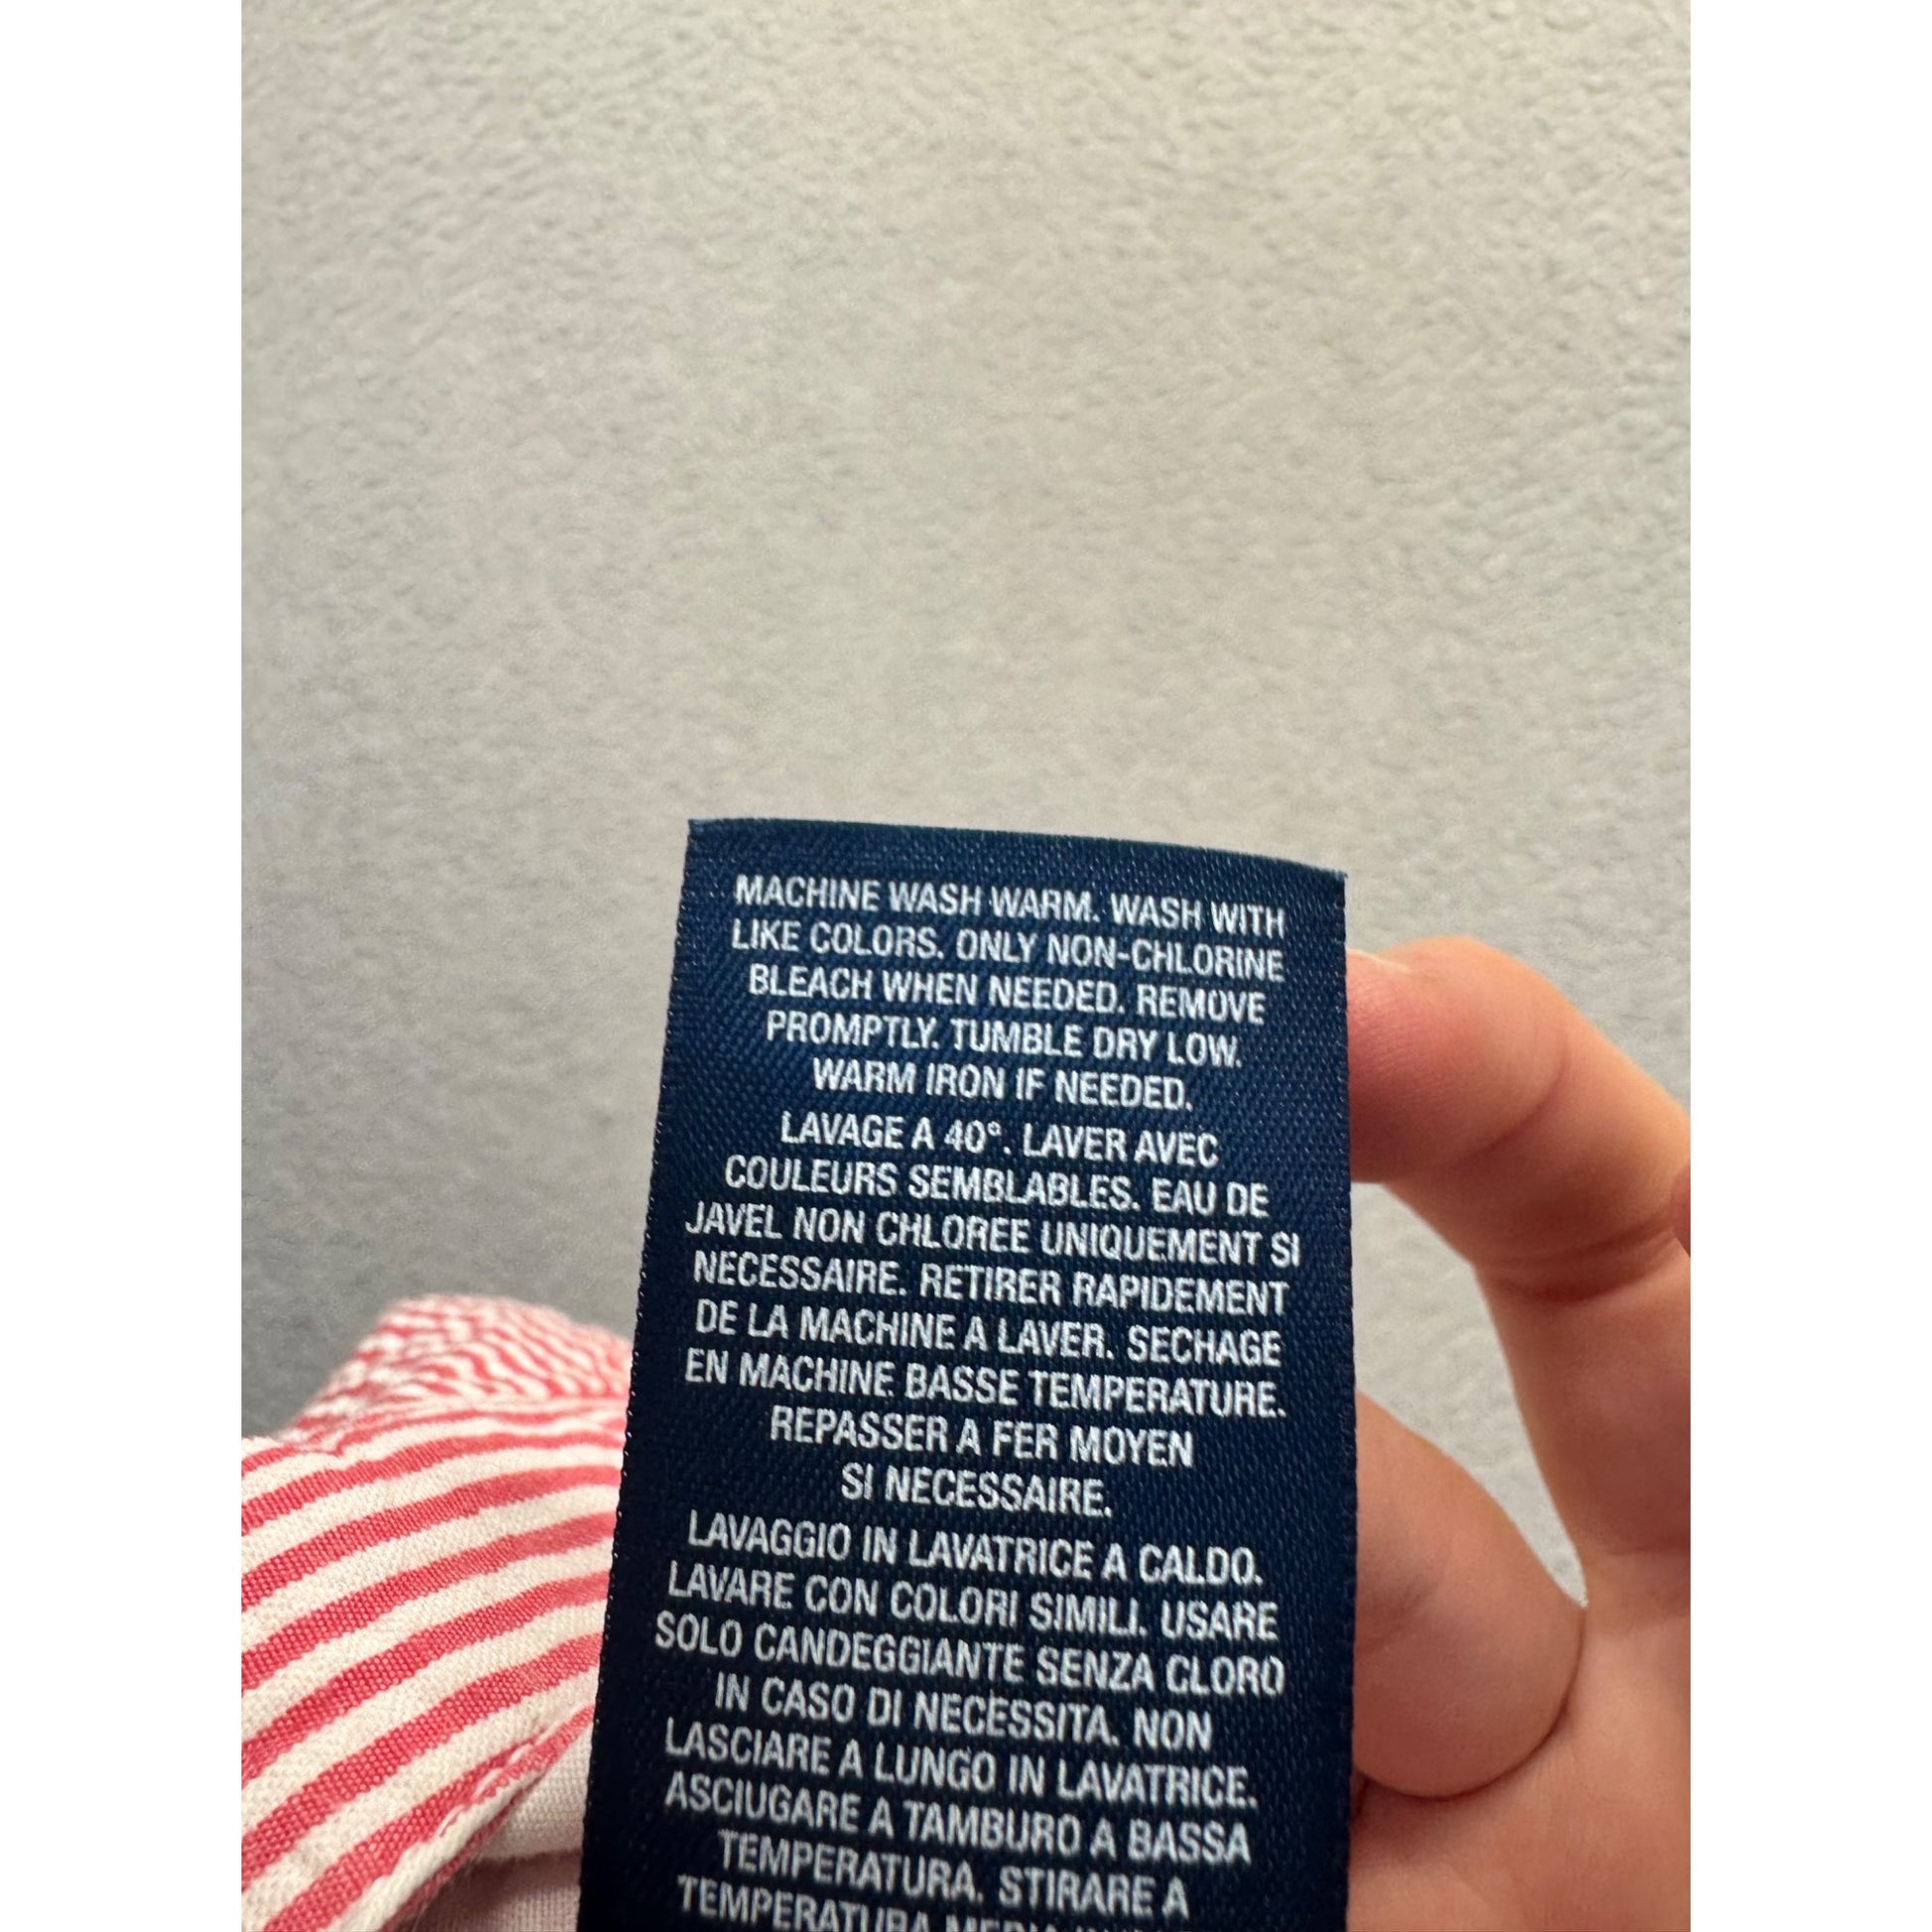 MACHINE WASH WARM. WASH WITH
LIKE COLORS. ONLY NON-CHLORINE
BLEACH WHEN NEEDED. REMOVE
PROMPTLY. TUMBLE DRY LOW.
WARM IRON IF NEEDED.
LAVAGE A 40°. LAVER AVEC
COULEURS SEMBLABLES. EAU DE
JAVEL NON CHLOREE UNIQUEMENT SI
NECESSAIRE. RETIRER RAPIDEMENT
DE LA MACHINE A LAVER. SECHAGE
EN MACHINE BASSE TEMPERATURE.
REPASSER A FER MOYEN
SI NECESSAIRE.
LAVAGGIO IN LAVATRICE A CALDO.
LAVARE CON COLORI SIMILI. USARE
SOLO CANDEGGIANTE SENZA CLORO
IN CASO DI NECESSITA. NON
LASCIARE A LUNGO IN LAVATRICE.
ASCIUGARE A TAMBURO A BASSA
TEMPERATURA. STIRARE A
TEMPERATURA MEDIA